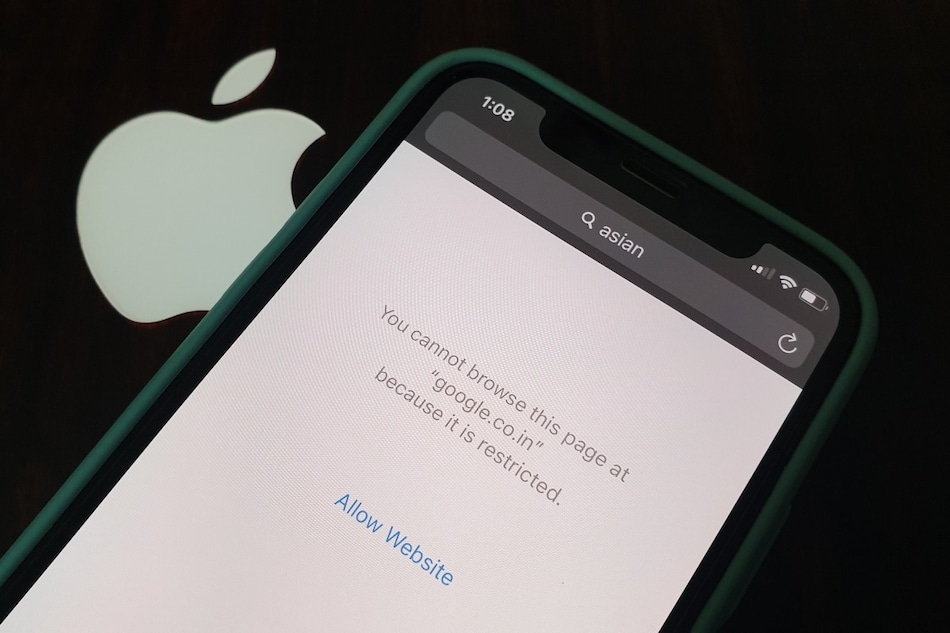 1:08
asian
You cannot browse this page at
“google.co.in”
because it is restricted.
Allow Website